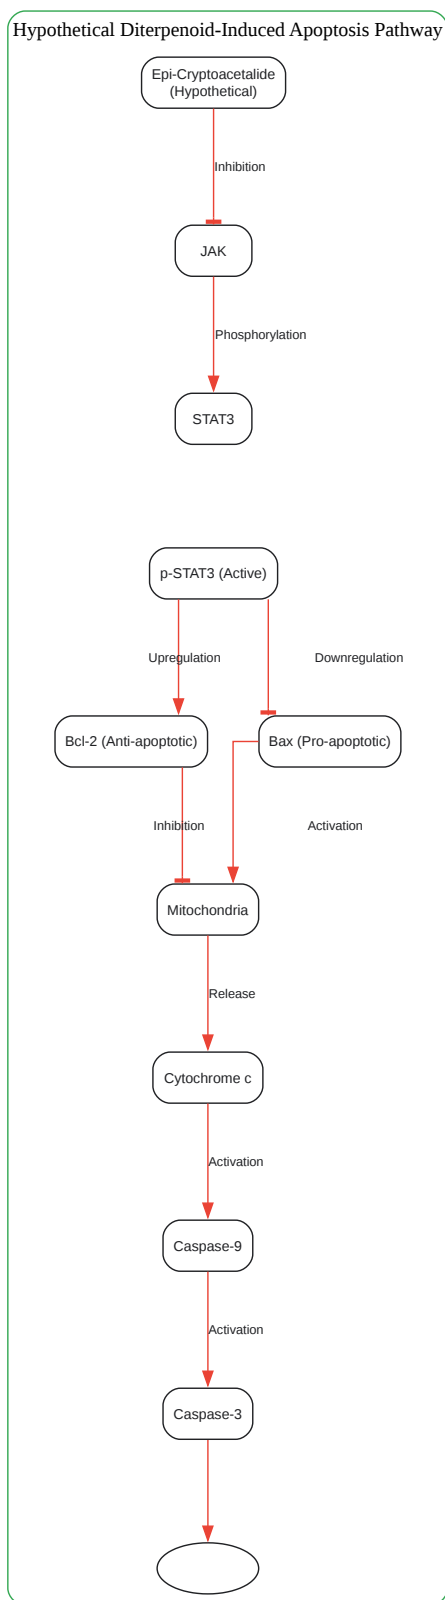 Hypothetical Diterpenoid-Induced Apoptosis Pathway
Epi-Cryptoacetalide
(Hypothetical)
Inhibition
JAK
Phosphorylation
STAT3
p-STAT3 (Active)
Upregulation
Downregulation
Bcl-2 (Anti-apoptotic)
Bax (Pro-apoptotic)
Inhibition
Activation
Mitochondria
Release
Cytochrome c
Activation
Caspase-9
Activation
Caspase-3